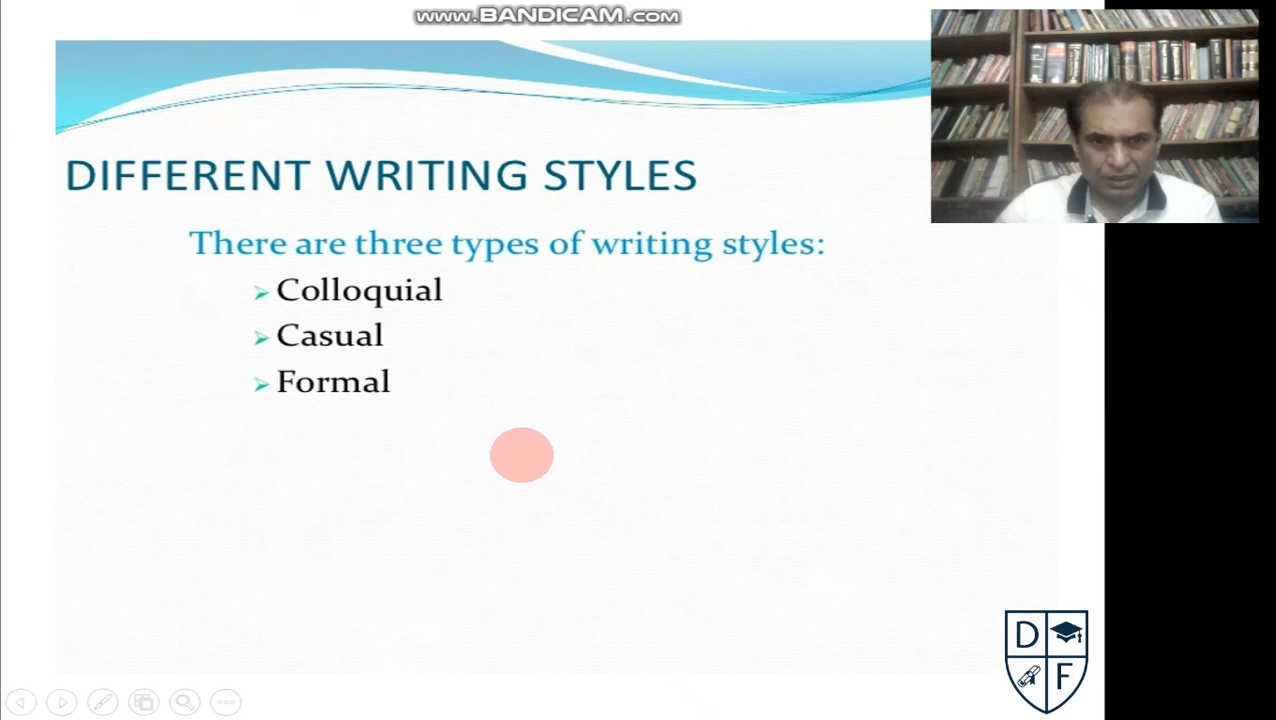 www.BANDICAM.com
DIFFERENT WRITING STYLES
There are three types of writing styles:
Colloquial
Casual
Formal
D
F